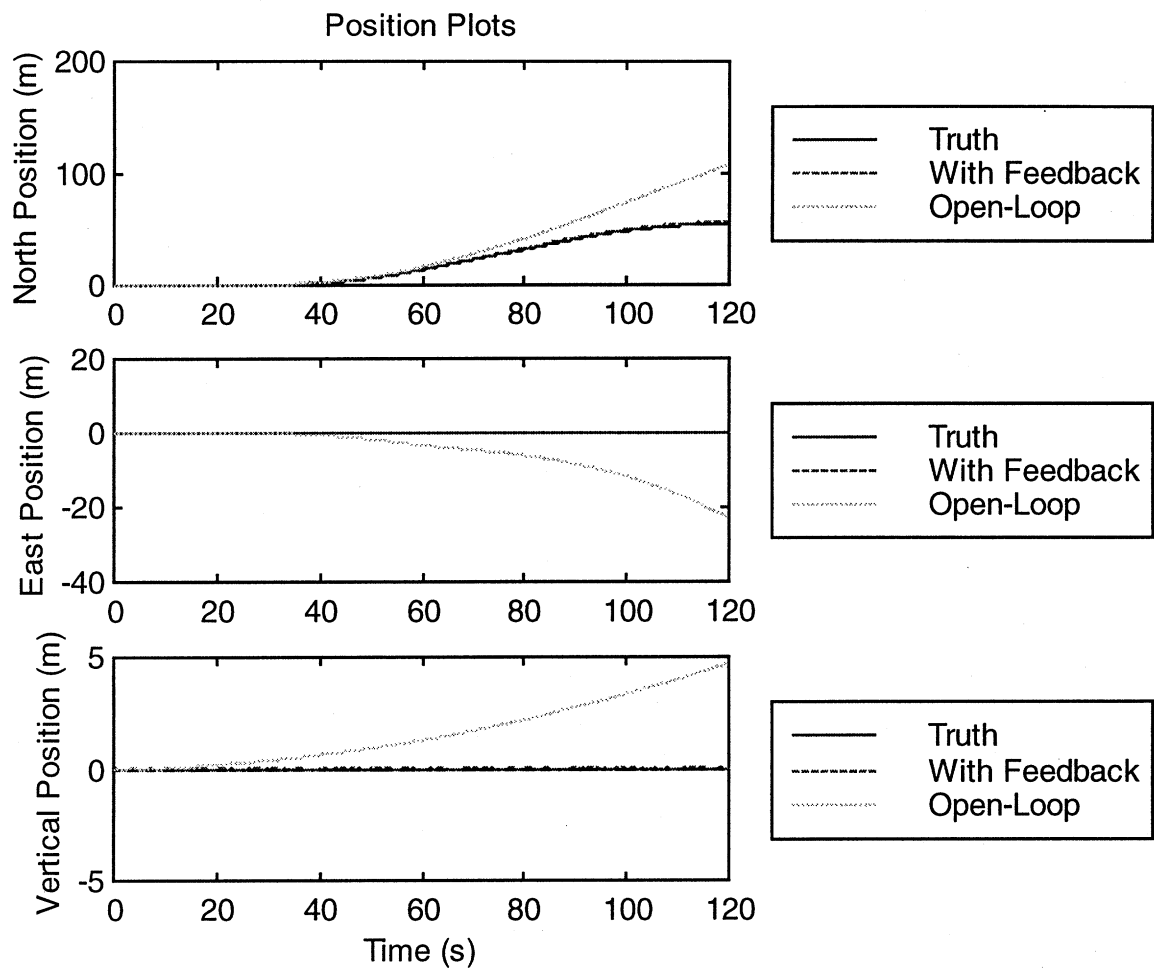 Position Plots
North Position (m)
200
100
0
0 20 40 60 80 100 120
Truth
With Feedback
Open-Loop
East Position (m)
20
0
-20
-40
0 20 40 60 80 100 120
Truth
With Feedback
Open-Loop
Vertical Position (m)
5
0
-5
0 20 40 60 80 100 120
Time (s)
Truth
With Feedback
Open-Loop